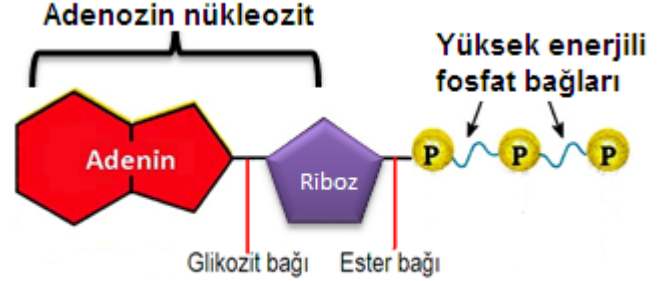 Adenozin nükleozit
Yüksek enerjili
fosfat bağları
Adenin
Riboz
P
P
P
Glikozit bağı
Ester bağı